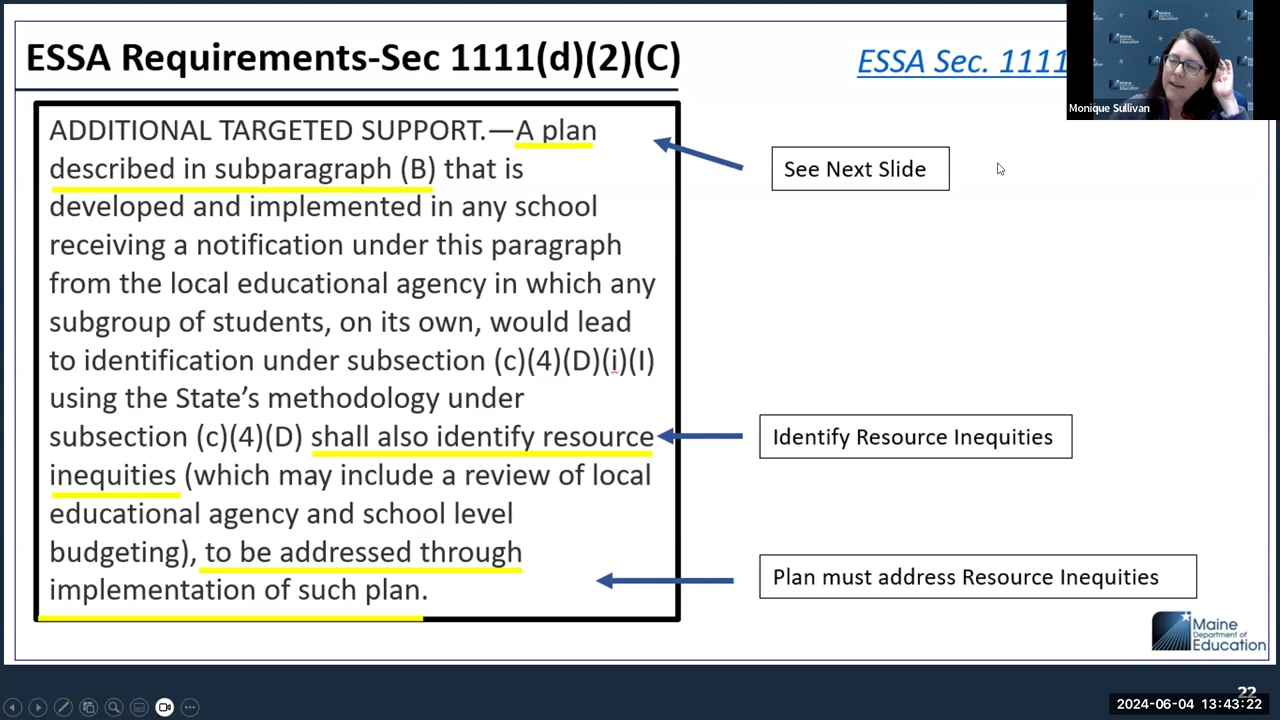 ESSA Requirements-Sec 1111(d)(2)(C)
ESSA Sec. 1111
Monique Sullivan
ADDITIONAL TARGETED SUPPORT.—A plan
described in subparagraph (B) that is
developed and implemented in any school
receiving a notification under this paragraph
from the local educational agency in which any
subgroup of students, on its own, would lead
to identification under subsection (c)(4)(D)(i)(I)
using the State’s methodology under
subsection (c)(4)(D) shall also identify resource
inequities (which may include a review of local
educational agency and school level
budgeting), to be addressed through
implementation of such plan.
See Next Slide
Identify Resource Inequities
Plan must address Resource Inequities
Maine
Department of
Education
22
2024-06-04 13:43:22